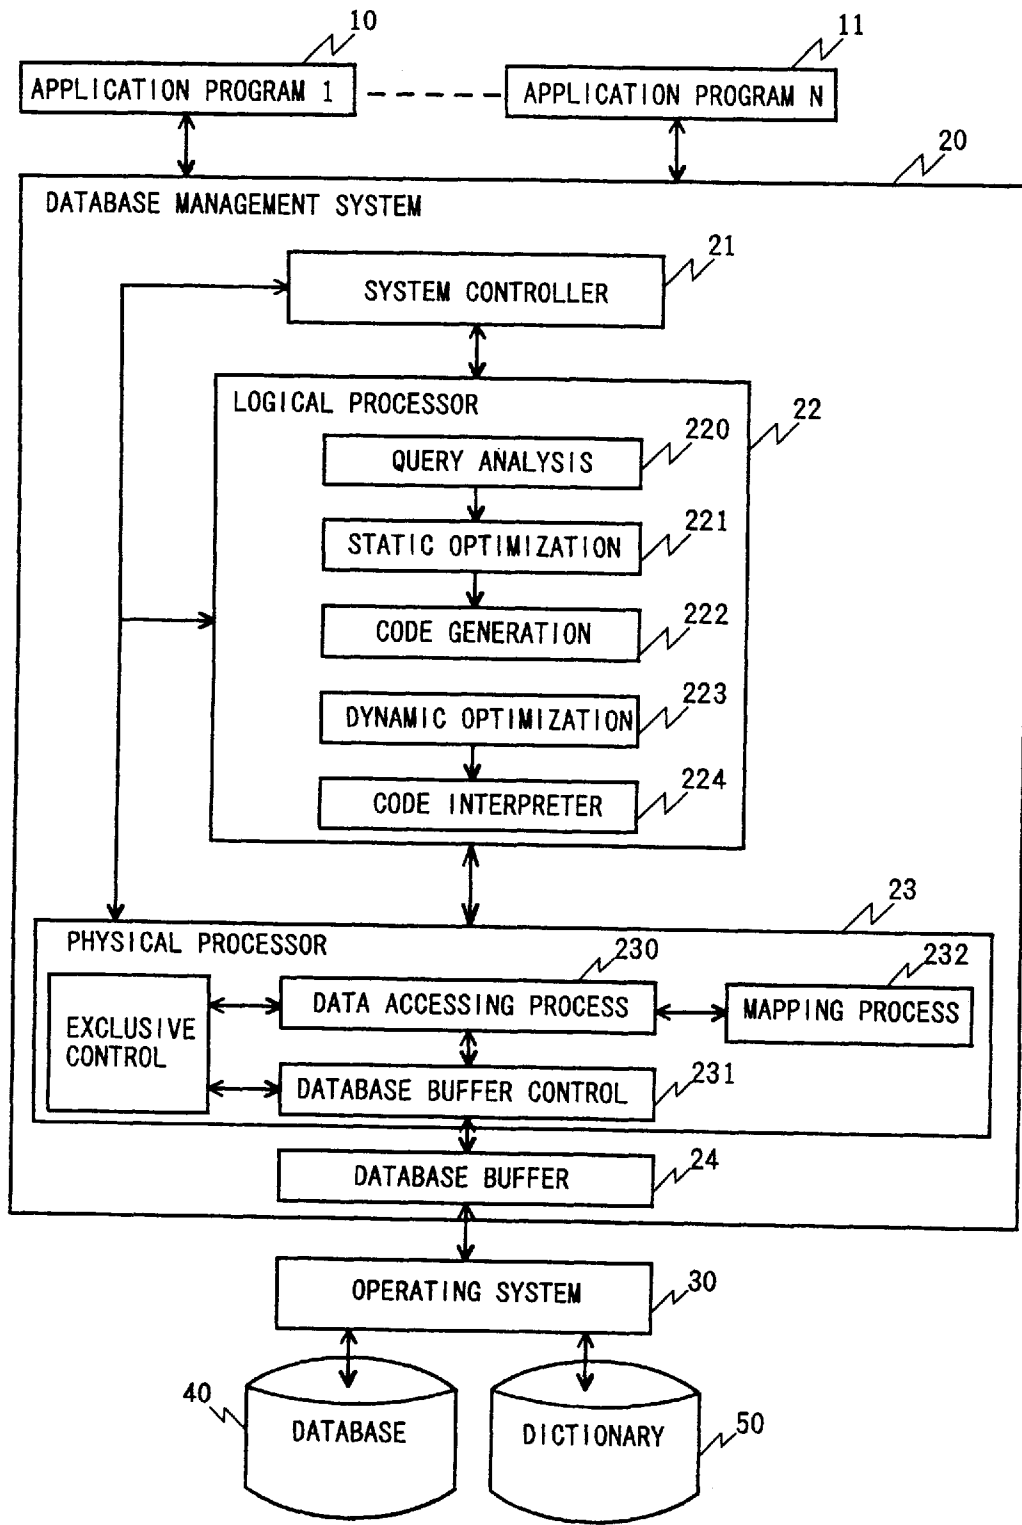 10
11
APPLICATION PROGRAM 1
APPLICATION PROGRAM N
20
DATABASE MANAGEMENT SYSTEM
21
SYSTEM CONTROLLER
LOGICAL PROCESSOR
22
220
QUERY ANALYSIS
221
STATIC OPTIMIZATION
222
CODE GENERATION
223
DYNAMIC OPTIMIZATION
224
CODE INTERPRETER
23
PHYSICAL PROCESSOR
230
232
DATA ACCESSING PROCESS
MAPPING PROCESS
EXCLUSIVE
CONTROL
231
DATABASE BUFFER CONTROL
24
DATABASE BUFFER
30
OPERATING SYSTEM
40
DATABASE
DICTIONARY
50